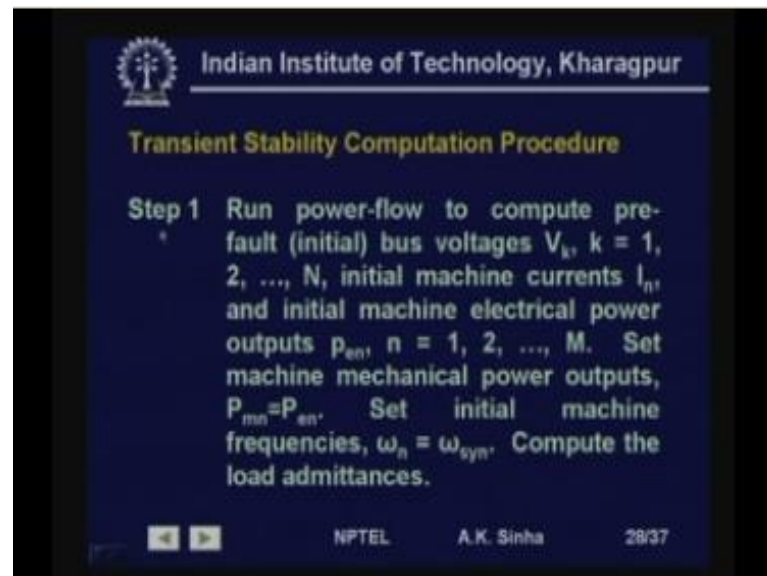 Indian Institute of Technology, Kharagpur
Transient Stability Computation Procedure
Step 1 Run power-flow to compute pre-
fault (initial) bus voltages Vₖ, k = 1,
2, ..., N, initial machine currents Iₙ,
and initial machine electrical power
outputs pₑₙ, n = 1, 2, ..., M. Set
machine mechanical power outputs,
Pₘₙ=Pₑₙ. Set initial machine
frequencies, ωₙ = ω_syn. Compute the
load admittances.
NPTEL A.K. Sinha 28/37